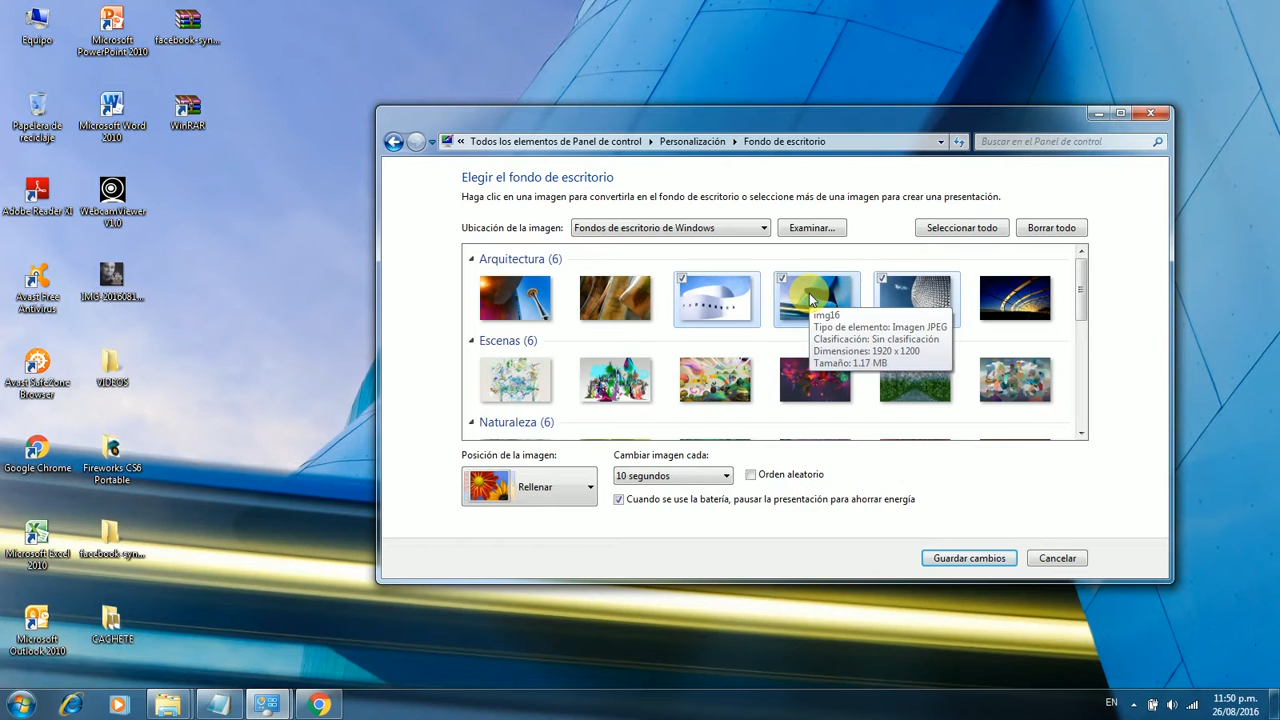 Equipo
Microsoft
PowerPoint 2010
facebook-syn...
Papelera de
reciclaje
Microsoft Word
2010
WinRAR
Adobe Reader XI
WebcamViewer
v1.0
Avast Free
Antivirus
IMG-2016081...
Avast SafeZone
Browser
VIDEOS
Google Chrome
Fireworks CS6
Portable
Microsoft Excel
2010
facebook-syn...
Microsoft
Outlook 2010
CACHETE
« Todos los elementos de Panel de control
Personalización
Fondo de escritorio
Buscar en el Panel de control
Elegir el fondo de escritorio
Haga clic en una imagen para convertirla en el fondo de escritorio o seleccione más de una imagen para crear una presentación.
Ubicación de la imagen: Fondos de escritorio de Windows Examinar... Seleccionar todo Borrar todo
Arquitectura (6)
img16
Tipo de elemento: Imagen JPEG
Clasificación: Sin clasificación
Dimensiones: 1920 x 1200
Tamaño: 1.17 MB
Escenas (6)
Naturaleza (6)
Posición de la imagen:
Rellenar
Cambiar imagen cada:
10 segundos
Orden aleatorio
Cuando se use la batería, pausar la presentación para ahorrar energía
Guardar cambios Cancelar
EN
11:50 p.m.
26/08/2016